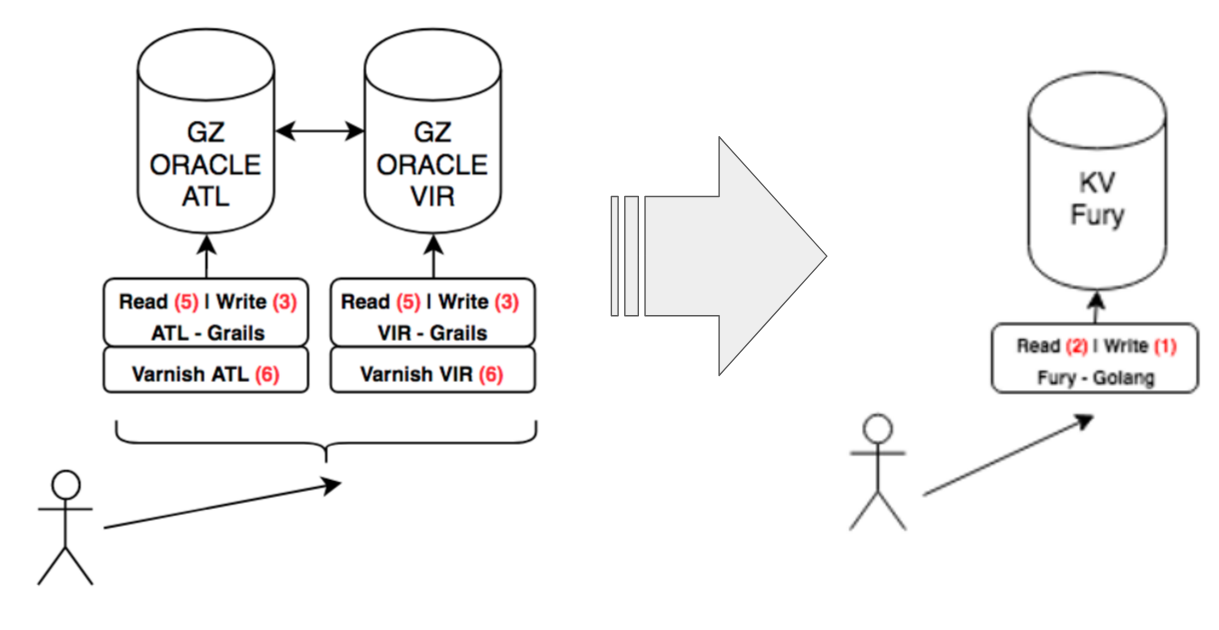 GZ
ORACLE
ATL
GZ
ORACLE
VIR
Read (5) | Write (3)
ATL - Grails
Varnish ATL (6)
Read (5) | Write (3)
VIR - Grails
Varnish VIR (6)
KV
Fury
Read (2) | Write (1)
Fury - Golang